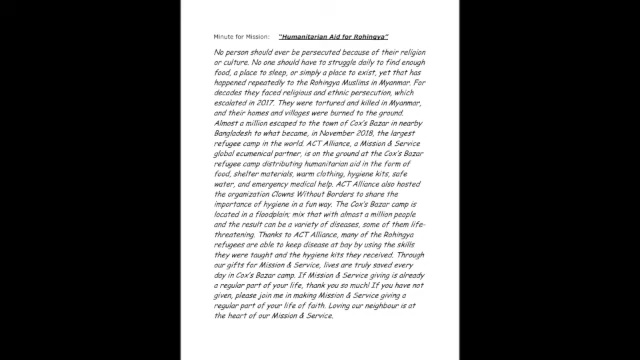 Minute for Mission: "Humanitarian Aid for Rohingya"
No person should ever be persecuted because of their religion
or culture. No one should have to struggle daily to find enough
food, a place to sleep, or simply a place to exist, yet that has
happened repeatedly to the Rohingya Muslims in Myanmar. For
decades they faced religious and ethnic persecution, which
escalated in 2017. They were tortured and killed in Myanmar,
and their homes and villages were burned to the ground.
Almost a million escaped to the town of Cox's Bazar in nearby
Bangladesh to what became, in November 2018, the largest
refugee camp in the world. ACT Alliance, a Mission & Service
global ecumenical partner, is on the ground at the Cox's Bazar
refugee camp distributing humanitarian aid in the form of
food, shelter materials, warm clothing, hygiene kits, safe
water, and emergency medical help. ACT Alliance also hosted
the organization Clowns Without Borders to share the
importance of hygiene in a fun way. The Cox's Bazar camp is
located in a floodplain; mix that with almost a million people
and the result can be a variety of diseases, some of them life-
threatening. Thanks to ACT Alliance, many of the Rohingya
refugees are able to keep disease at bay by using the skills
they were taught and the hygiene kits they received. Through
our gifts for Mission & Service, lives are truly saved every
day in Cox's Bazar camp. If Mission & Service giving is already
a regular part of your life, thank you so much! If you have not
given, please join me in making Mission & Service giving a
regular part of your life of faith. Loving our neighbour is at
the heart of our Mission & Service.